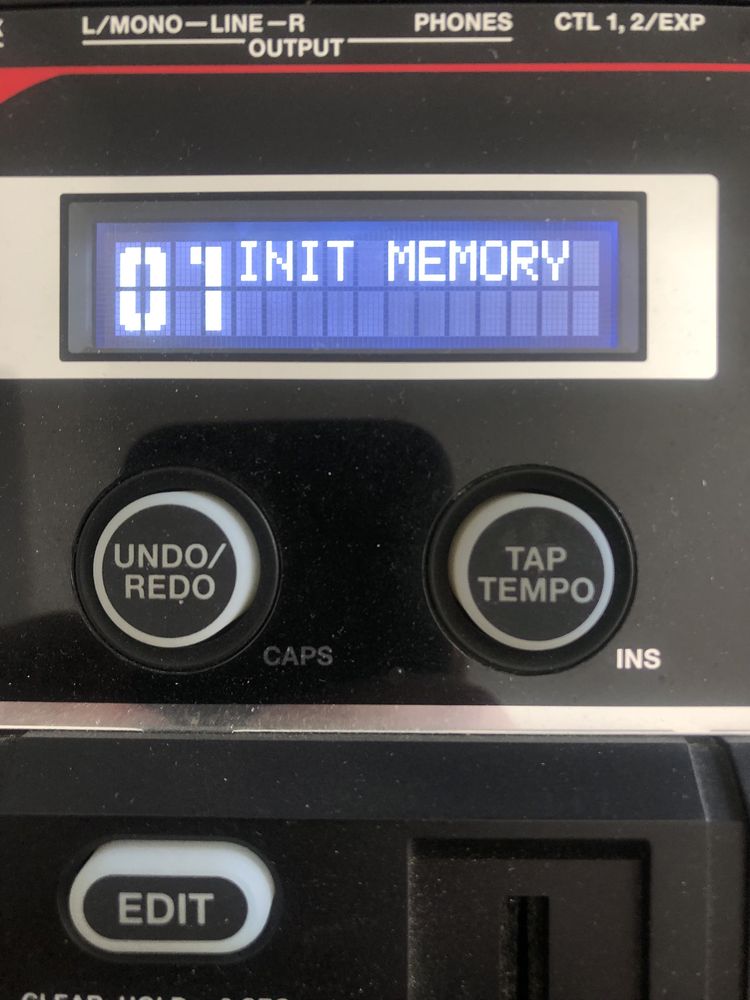 L/MONO—LINE—R
OUTPUT
PHONES
CTL 1, 2/EXP
01 INIT MEMORY
UNDO/
REDO
CAPS
TAP
TEMPO
INS
EDIT